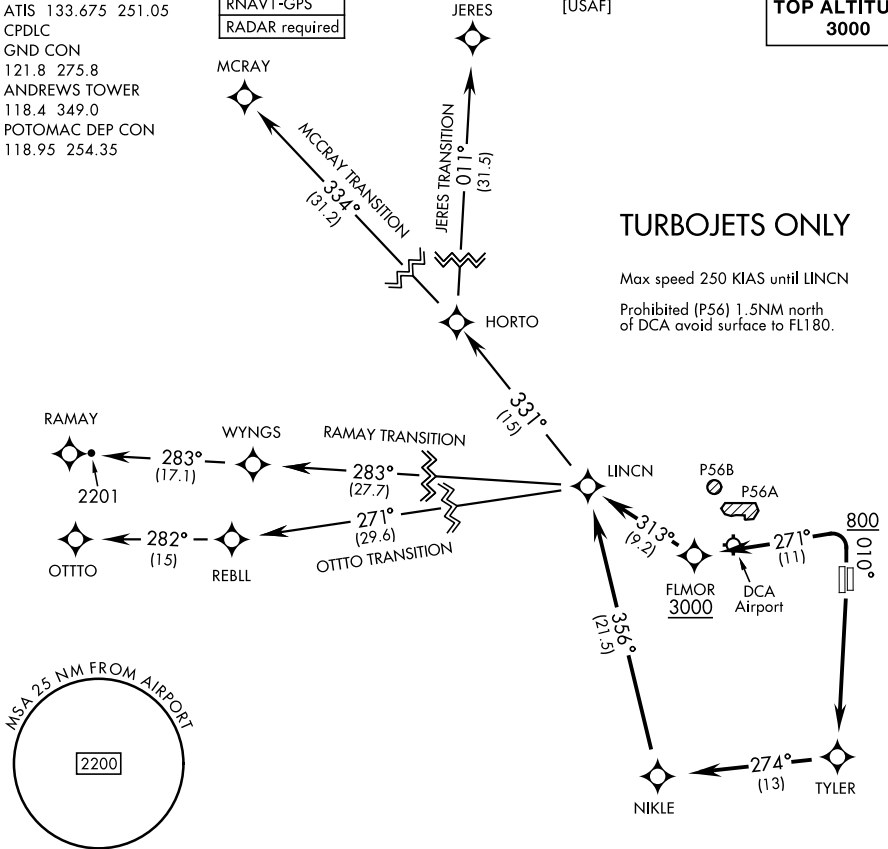 ATIS 133.675 251.05
CPDLC
GND CON
121.8 275.8
ANDREWS TOWER
118.4 349.0
POTOMAC DEP CON
118.95 254.35
RNAV1-GPS
RADAR required
[USAF]
TOP ALTITU
3000
JERES
MCRAY
MCCRAY TRANSITION
334°
(31.2)
JERES TRANSITION
011°
(31.5)
TURBOJETS ONLY
Max speed 250 KIAS until LINCN
Prohibited (P56) 1.5NM north
of DCA avoid surface to FL180.
HORTO
331°
(15)
RAMAY
2201
283°
(17.1)
WYNGS
RAMAY TRANSITION
283°
(27.7)
LINCN
P56B
P56A
OTTTO
282°
(15)
REBLL
271°
(29.6)
OTTTO TRANSITION
313°
(9.2)
FLMOR
3000
DCA
Airport
271°
(11)
800
010°
356°
(21.5)
274°
(13)
NIKLE
TYLER
MSA 25 NM FROM AIRPORT
2200